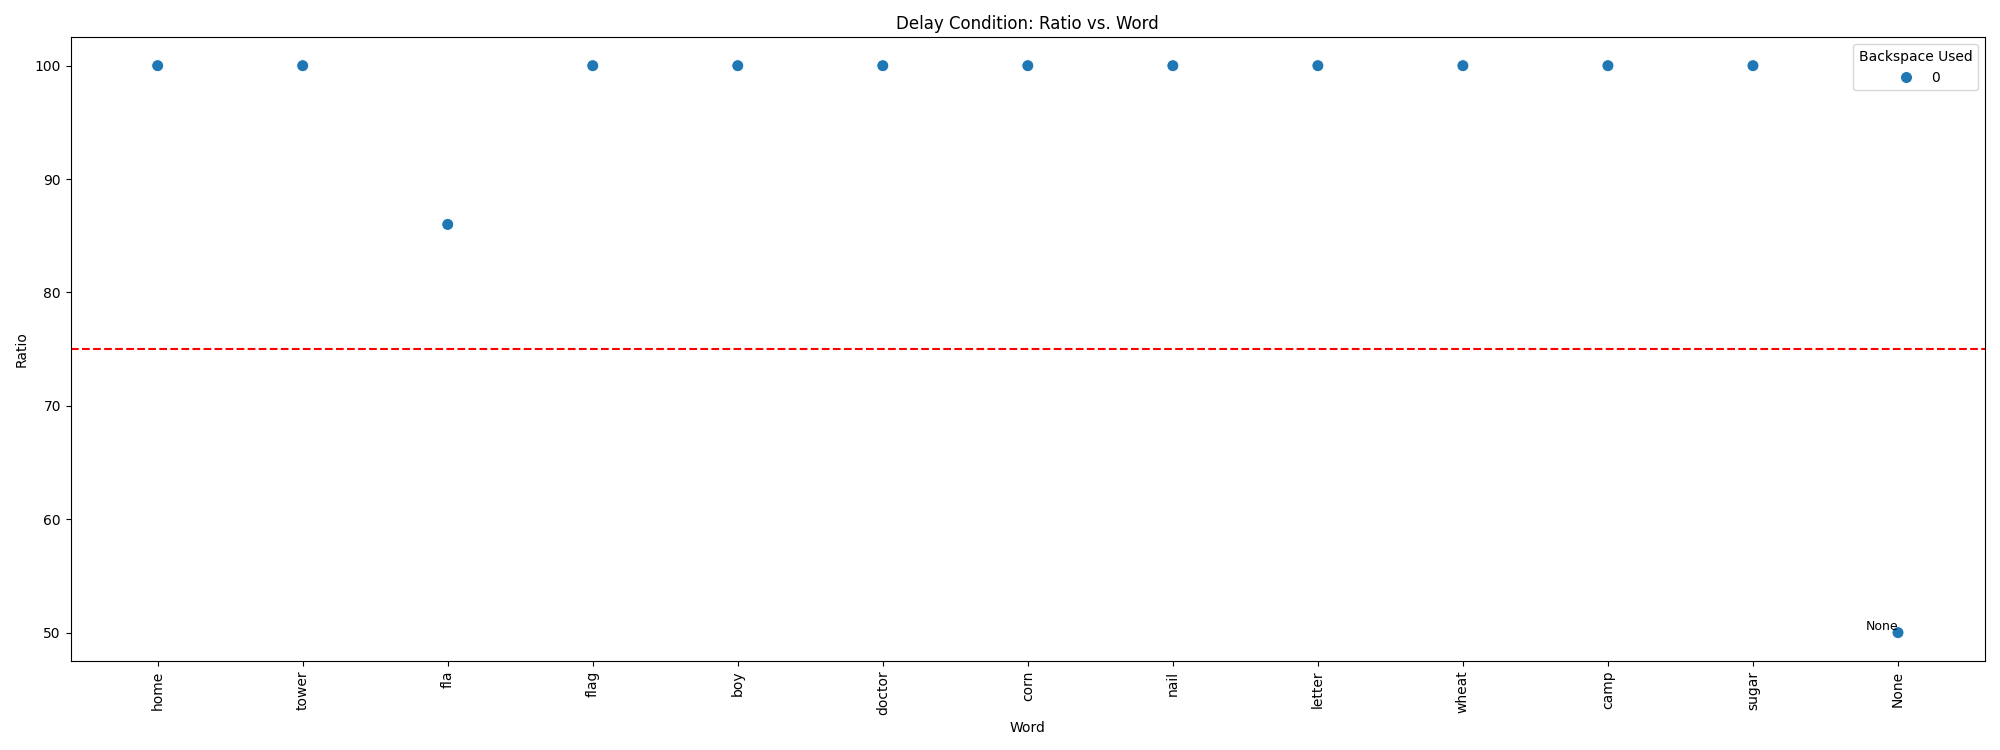 Delay Condition: Ratio vs. Word
Backspace Used
0
100
90
80
70
60
50
Ratio
None
home
tower
fla
flag
boy
doctor
corn
nail
letter
wheat
camp
sugar
None
Word